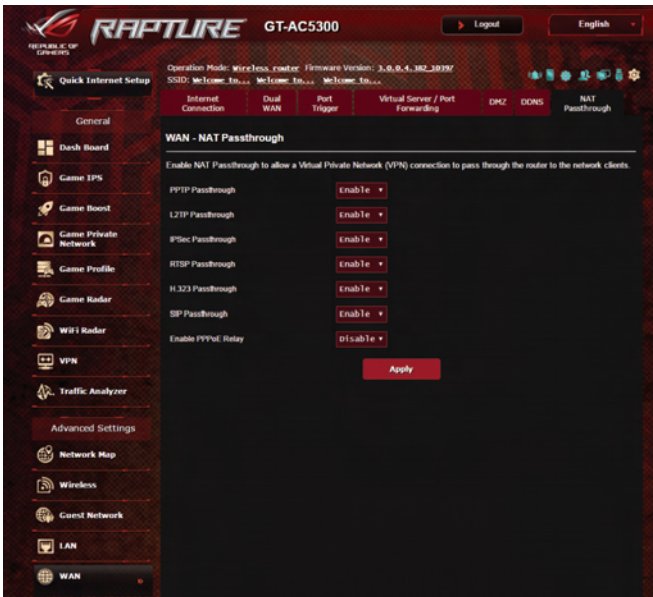 REPUBLIC OF
GAMERS
RAPTURE
GT-AC5300
Logout
English
Quick Internet Setup
Operation Mode: Wireless router Firmware Version: 3.0.0.4.382_10397
SSID: Welcome to... Welcome to... Welcome to...
Internet
Connection
Dual
WAN
Port
Trigger
Virtual Server / Port
Forwarding
DMZ
DDNS
NAT
Passthrough
General
Dash Board
Game IPS
Game Boost
Game Private
Network
Game Profile
Game Radar
WiFi Radar
VPN
Traffic Analyzer
Advanced Settings
Network Map
Wireless
Guest Network
LAN
WAN
WAN - NAT Passthrough
Enable NAT Passthrough to allow a Virtual Private Network (VPN) connection to pass through the router to the network clients.
PPTP Passthrough Enable
L2TP Passthrough Enable
IPSec Passthrough Enable
RTSP Passthrough Enable
H.323 Passthrough Enable
SIP Passthrough Enable
Enable PPPoE Relay Disable
Apply